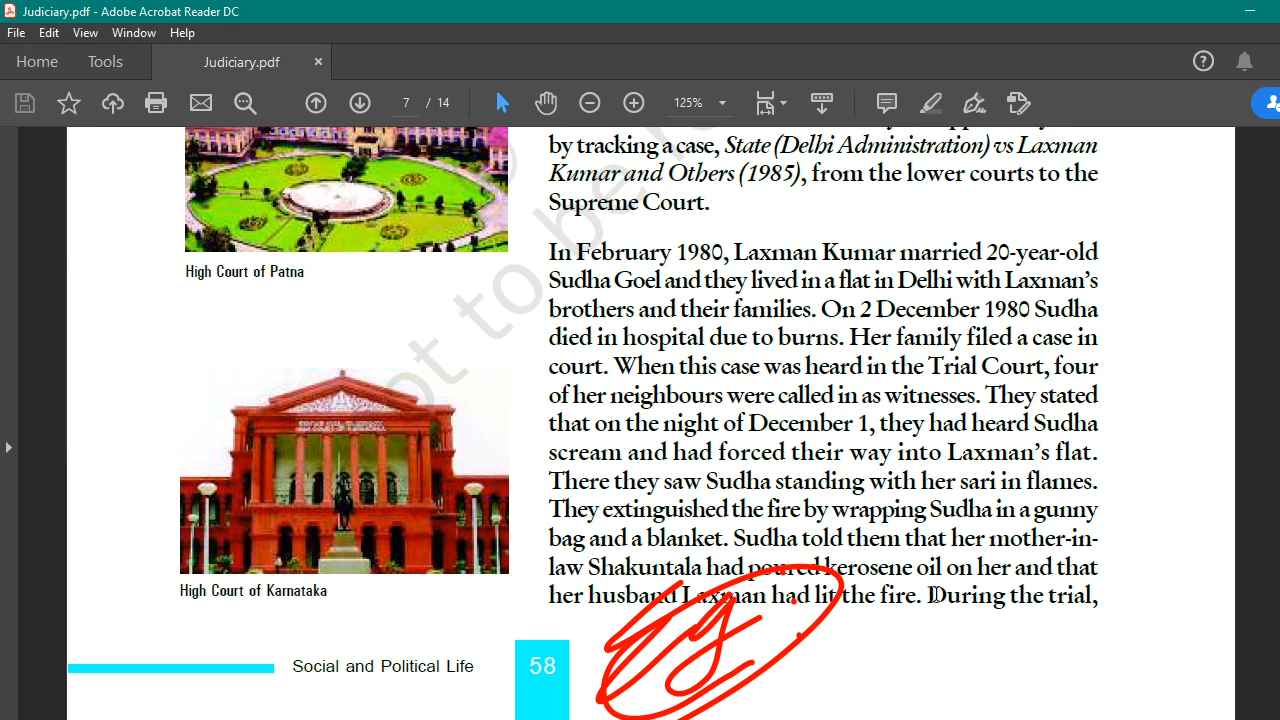 Judiciary.pdf - Adobe Acrobat Reader DC
File Edit View Window Help
Home Tools Judiciary.pdf ×
7 / 14 125%
by tracking a case, State (Delhi Administration) vs Laxman
Kumar and Others (1985), from the lower courts to the
Supreme Court.
High Court of Patna
In February 1980, Laxman Kumar married 20-year-old
Sudha Goel and they lived in a flat in Delhi with Laxman's
brothers and their families. On 2 December 1980 Sudha
died in hospital due to burns. Her family filed a case in
court. When this case was heard in the Trial Court, four
of her neighbours were called in as witnesses. They stated
that on the night of December 1, they had heard Sudha
scream and had forced their way into Laxman's flat.
There they saw Sudha standing with her sari in flames.
They extinguished the fire by wrapping Sudha in a gunny
bag and a blanket. Sudha told them that her mother-in-
law Shakuntala had poured kerosene oil on her and that
her husband Laxman had lit the fire. During the trial,
High Court of Karnataka
not to be
Social and Political Life 58